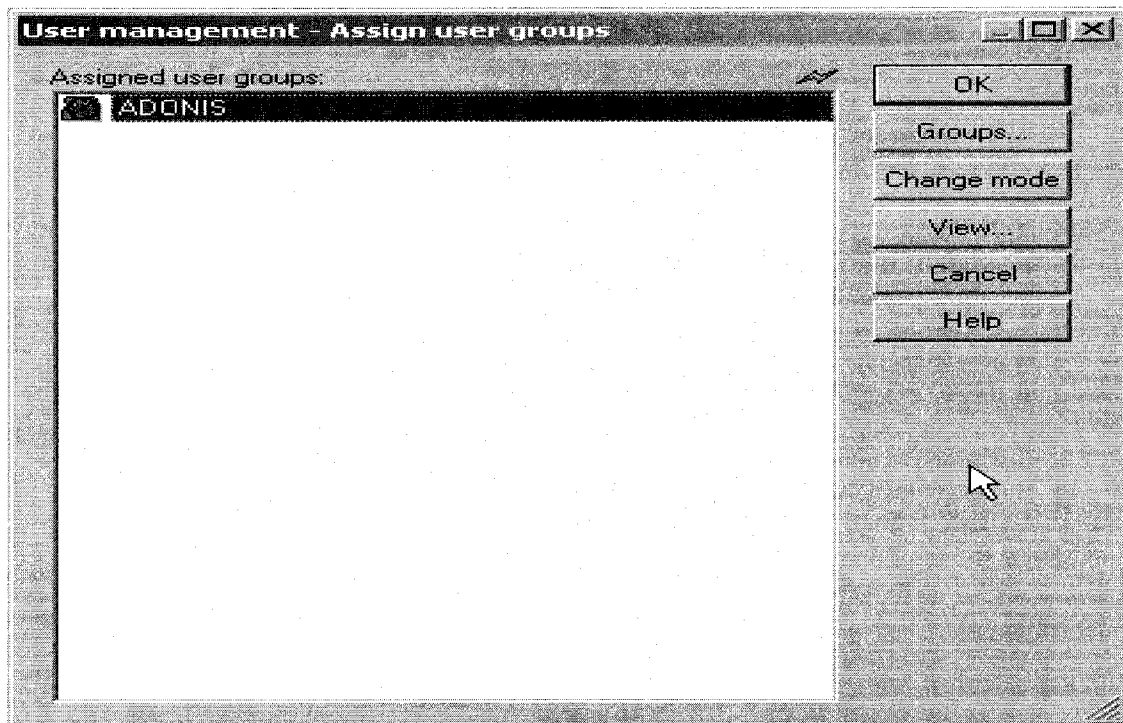 User management - Assign user groups
Assigned user groups:
ADONIS
OK
Groups...
Change mode
View...
Cancel
Help